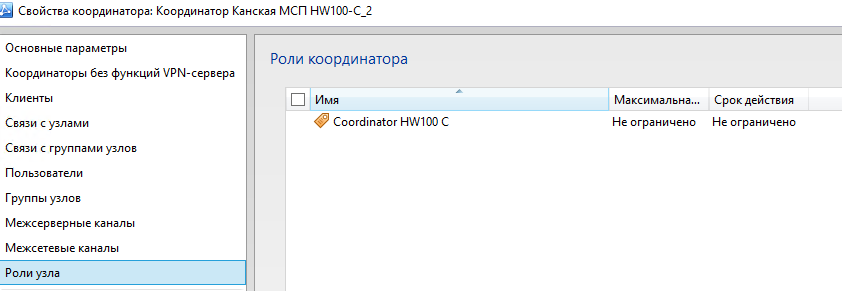 Свойства координатора: Координатор Канская МСП HW100-C_2
Основные параметры
Координаторы без функций VPN-сервера
Клиенты
Связи с узлами
Связи с группами узлов
Пользователи
Группы узлов
Межсерверные каналы
Межсетевые каналы
Роли узла
Роли координатора
Имя Максимальна... Срок действия
Coordinator HW100 C Не ограничено Не ограничено